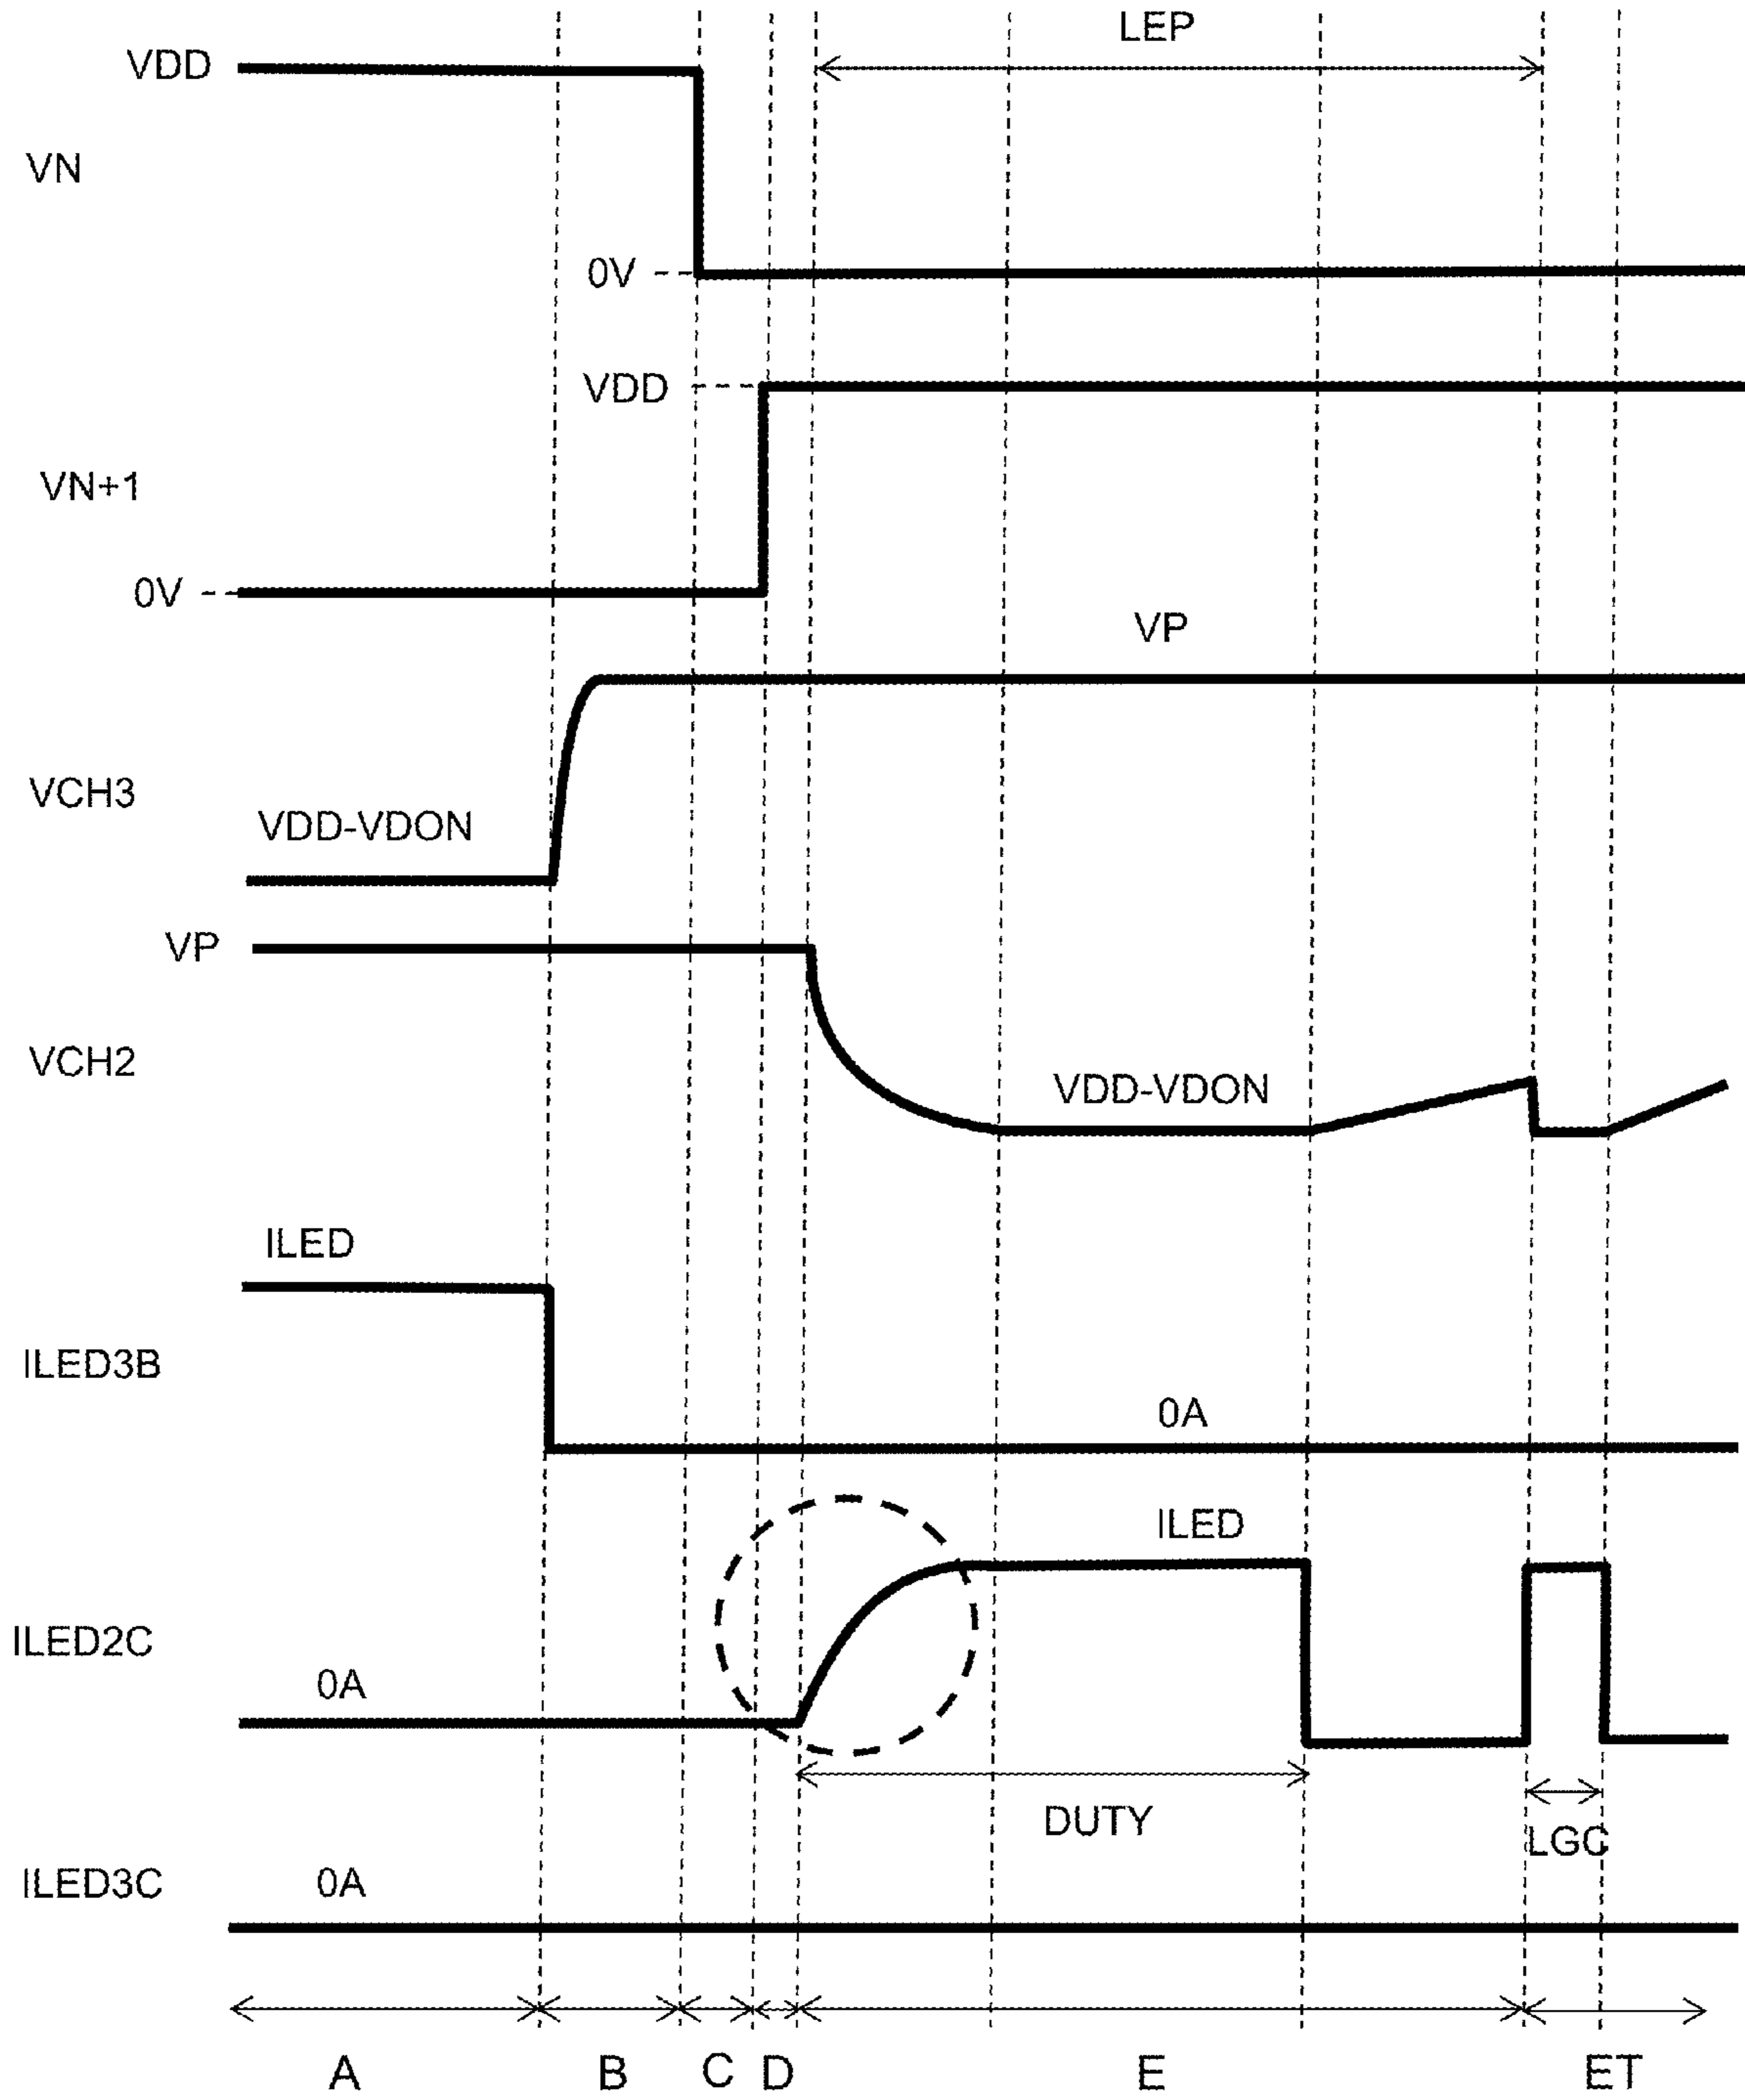 LEP
VDD
VN
0V
VDD
VN+1
0V
VP
VCH3
VDD-VDON
VP
VCH2
VDD-VDON
ILED
ILED3B
0A
ILED
ILED2C
0A
DUTY
LGC
ILED3C
0A
A B C D E ET